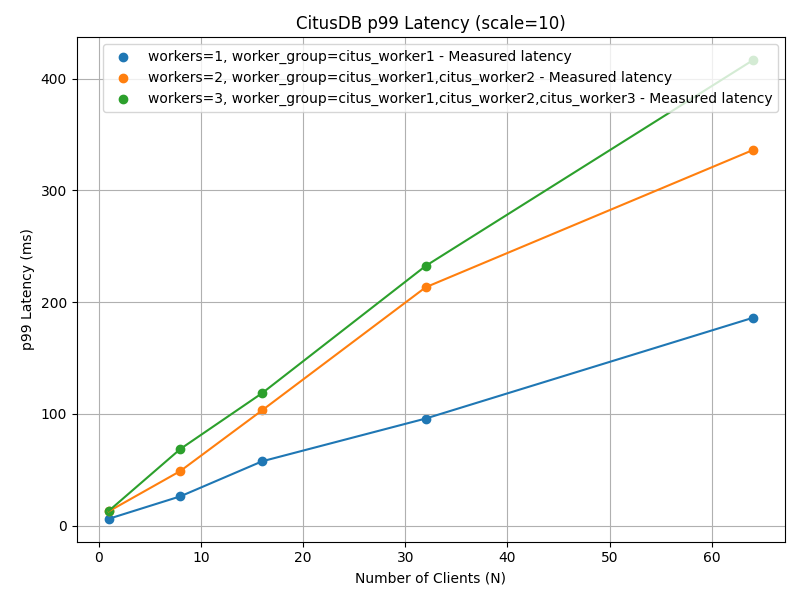 CitusDB p99 Latency (scale=10)
workers=1, worker_group=citus_worker1 - Measured latency
workers=2, worker_group=citus_worker1,citus_worker2 - Measured latency
workers=3, worker_group=citus_worker1,citus_worker2,citus_worker3 - Measured latency
p99 Latency (ms)
400
300
200
100
0
0 10 20 30 40 50 60
Number of Clients (N)